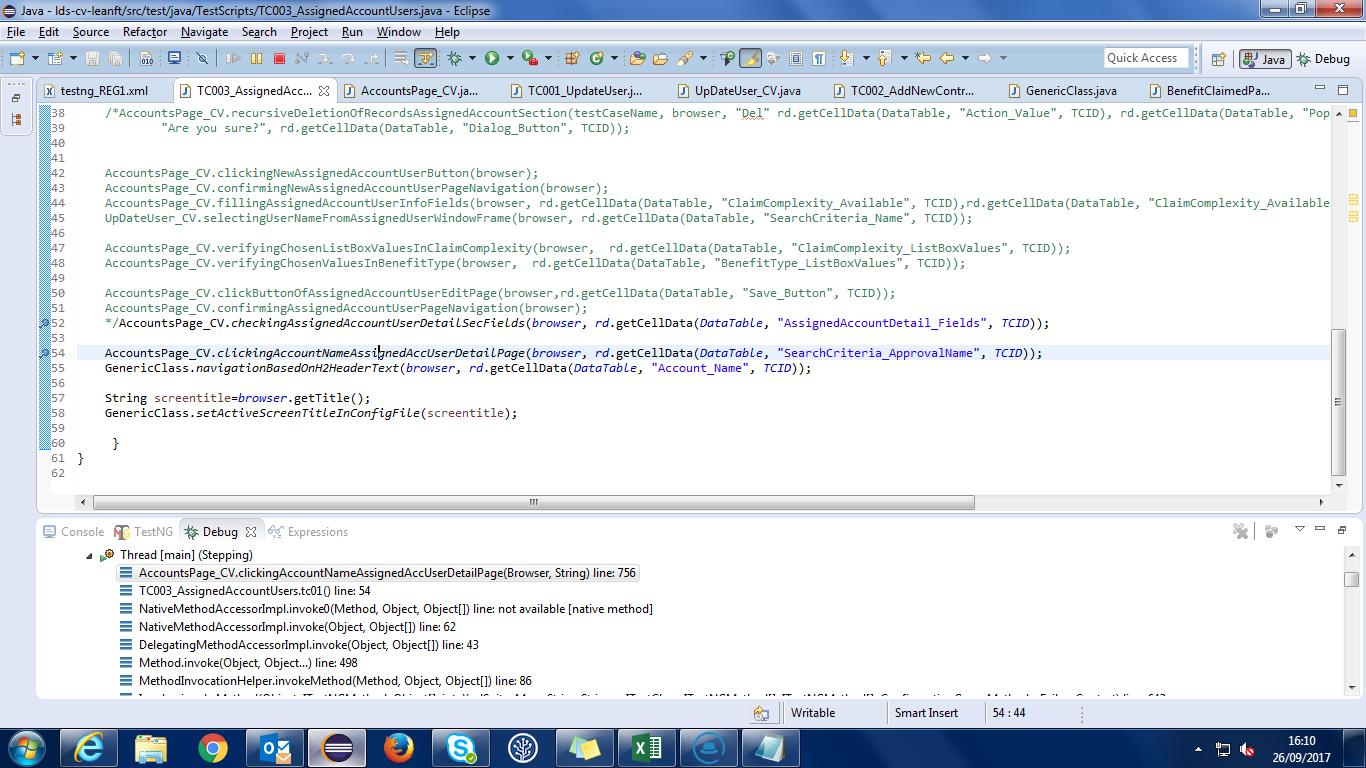 Java - lds-cv-leanft/src/test/java/TestScripts/TC003_AssignedAccountUsers.java - Eclipse
File Edit Source Refactor Navigate Search Project Run Window Help
Quick Access Java Debug
testng_REG1.xml TC003_AssignedAcc... AccountsPage_CV.ja... TC001_UpdateUser.j... UpDateUser_CV.java TC002_AddNewContr... GenericClass.java BenefitClaimedPa...
38 /*AccountsPage_CV.recursiveDeletionOfRecordsAssignedAccountSection(testCaseName, browser, "Del" rd.getCellData(DataTable, "Action_Value", TCID), rd.getCellData(DataTable, "Pop
39 "Are you sure?", rd.getCellData(DataTable, "Dialog_Button", TCID));
40
41
42 AccountsPage_CV.clickingNewAssignedAccountUserButton(browser);
43 AccountsPage_CV.confirmingNewAssignedAccountUserPageNavigation(browser);
44 AccountsPage_CV.fillingAssignedAccountUserInfoFields(browser, rd.getCellData(DataTable, "ClaimComplexity_Available", TCID),rd.getCellData(DataTable, "ClaimComplexity_Available
45 UpDateUser_CV.selectingUserNameFromAssignedUserWindowFrame(browser, rd.getCellData(DataTable, "SearchCriteria_Name", TCID));
46
47 AccountsPage_CV.verifyingChosenListBoxValuesInClaimComplexity(browser, rd.getCellData(DataTable, "ClaimComplexity_ListBoxValues", TCID));
48 AccountsPage_CV.verifyingChosenValuesInBenefitType(browser, rd.getCellData(DataTable, "BenefitType_ListBoxValues", TCID));
49
50 AccountsPage_CV.clickButtonOfAssignedAccountUserEditPage(browser,rd.getCellData(DataTable, "Save_Button", TCID));
51 AccountsPage_CV.confirmingAssignedAccountUserPageNavigation(browser);
52 */AccountsPage_CV.checkingAssignedAccountUserDetailSecFields(browser, rd.getCellData(DataTable, "AssignedAccountDetail_Fields", TCID));
53
54 AccountsPage_CV.clickingAccountNameAssignedAccUserDetailPage(browser, rd.getCellData(DataTable, "SearchCriteria_ApprovalName", TCID));
55 GenericClass.navigationBasedOnH2HeaderText(browser, rd.getCellData(DataTable, "Account_Name", TCID));
56
57 String screentitle=browser.getTitle();
58 GenericClass.setActiveScreenTitleInConfigFile(screentitle);
59
60 }
61 }
62
Console TestNG Debug Expressions
Thread [main] (Stepping)
AccountsPage_CV.clickingAccountNameAssignedAccUserDetailPage(Browser, String) line: 756
TC003_AssignedAccountUsers.tc01() line: 54
NativeMethodAccessorImpl.invoke0(Method, Object, Object[]) line: not available [native method]
NativeMethodAccessorImpl.invoke(Object, Object[]) line: 62
DelegatingMethodAccessorImpl.invoke(Object, Object[]) line: 43
Method.invoke(Object, Object...) line: 498
MethodInvocationHelper.invokeMethod(Method, Object, Object[]) line: 86
Writable Smart Insert 54 : 44
16:10
26/09/2017